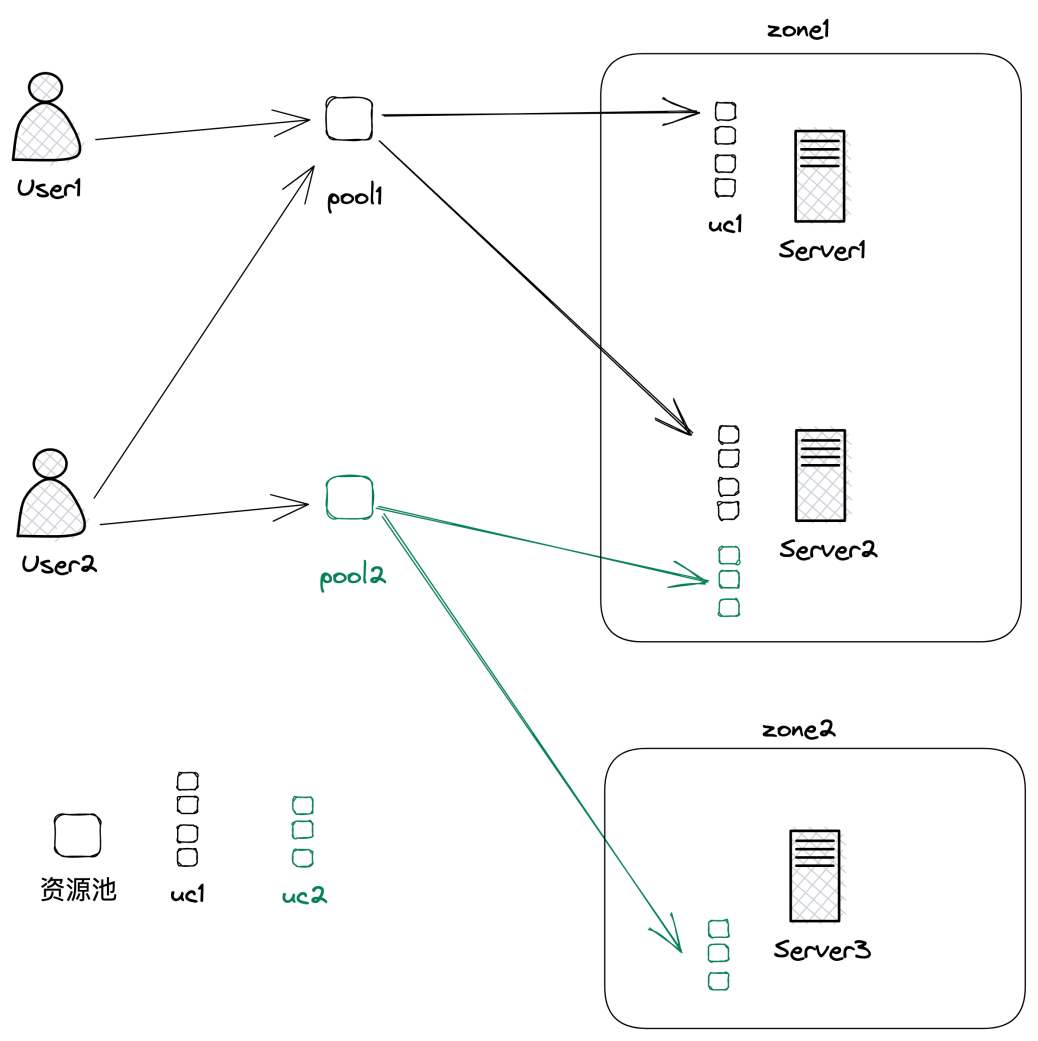 zone1
User1
pool1
uc1
Server1
User2
pool2
Server2
zone2
资源池
uc1
uc2
Server3